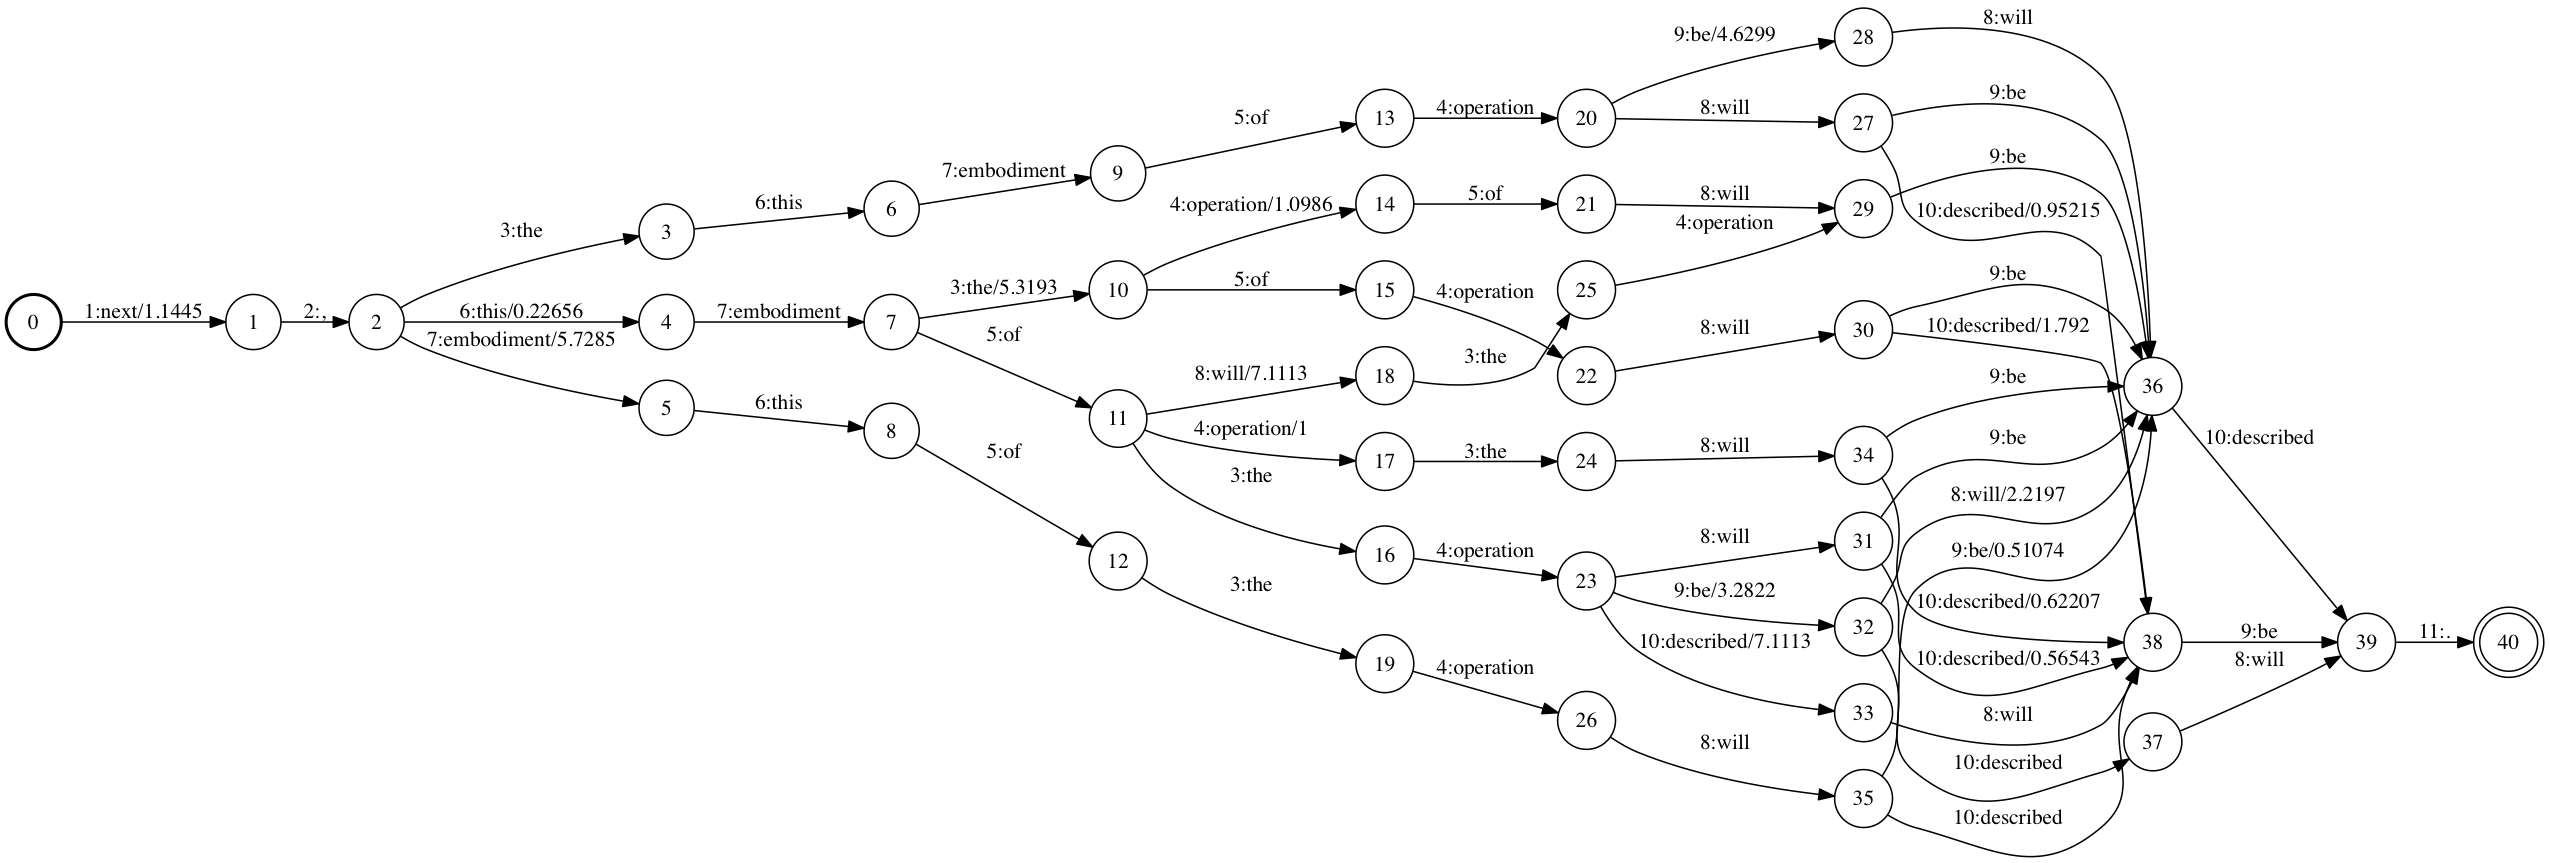 0
1:next/1.1445
1
2:,
2
3:the
6:this/0.22656
7:embodiment/5.7285
3
4
5
6:this
7:embodiment
6:this
6
7
8
7:embodiment
3:the/5.3193
5:of
5:of
9
10
11
12
5:of
4:operation/1.0986
5:of
8:will/7.1113
4:operation/1
3:the
3:the
13
14
15
18
17
16
19
4:operation
5:of
4:operation
3:the
3:the
4:operation
4:operation
20
21
25
22
24
23
26
9:be/4.6299
8:will
8:will
4:operation
8:will
8:will
8:will
9:be/3.2822
10:described/7.1113
8:will
28
27
29
30
34
31
32
33
35
8:will
9:be
9:be
10:described/0.95215
9:be
10:described/1.792
9:be
9:be
8:will/2.2197
9:be/0.51074
10:described/0.62207
10:described/0.56543
8:will
10:described
10:described
36
38
37
10:described
9:be
8:will
39
11:.
40